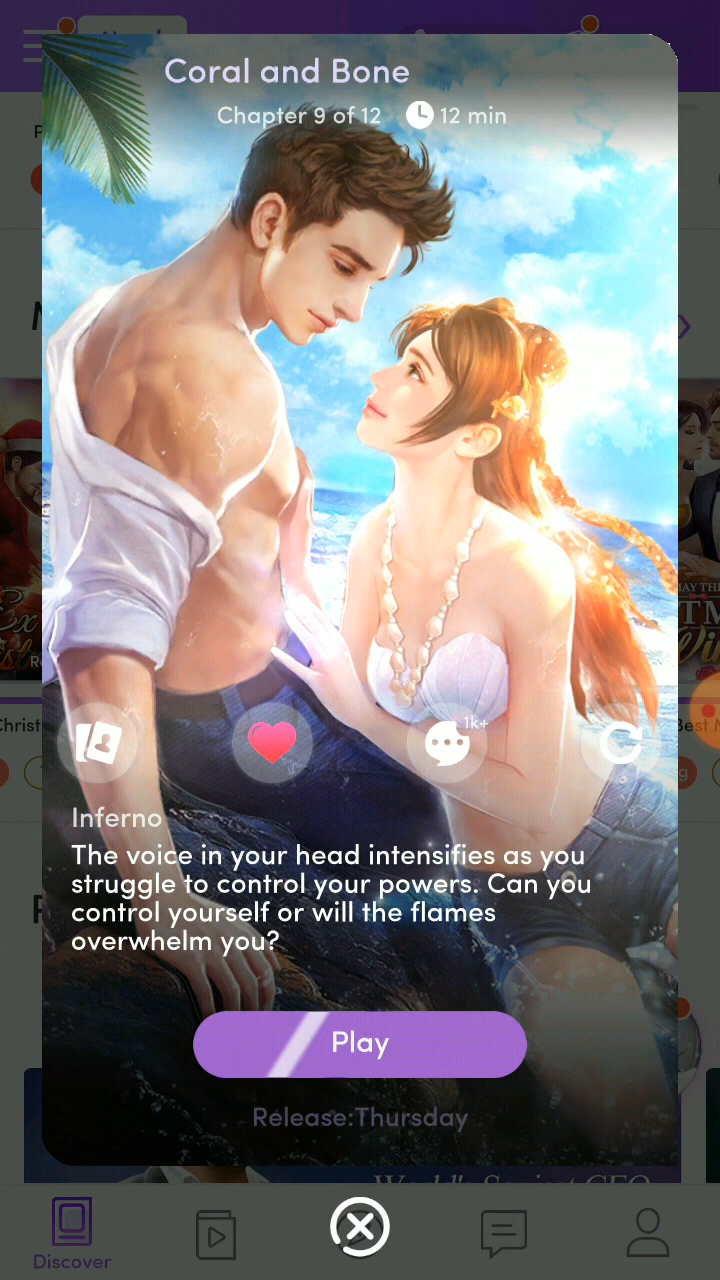 Coral and Bone
Chapter 9 of 12 12 min
1k+
Inferno
The voice in your head intensifies as you
struggle to control your powers. Can you
control yourself or will the flames
overwhelm you?
Play
Release:Thursday
Discover